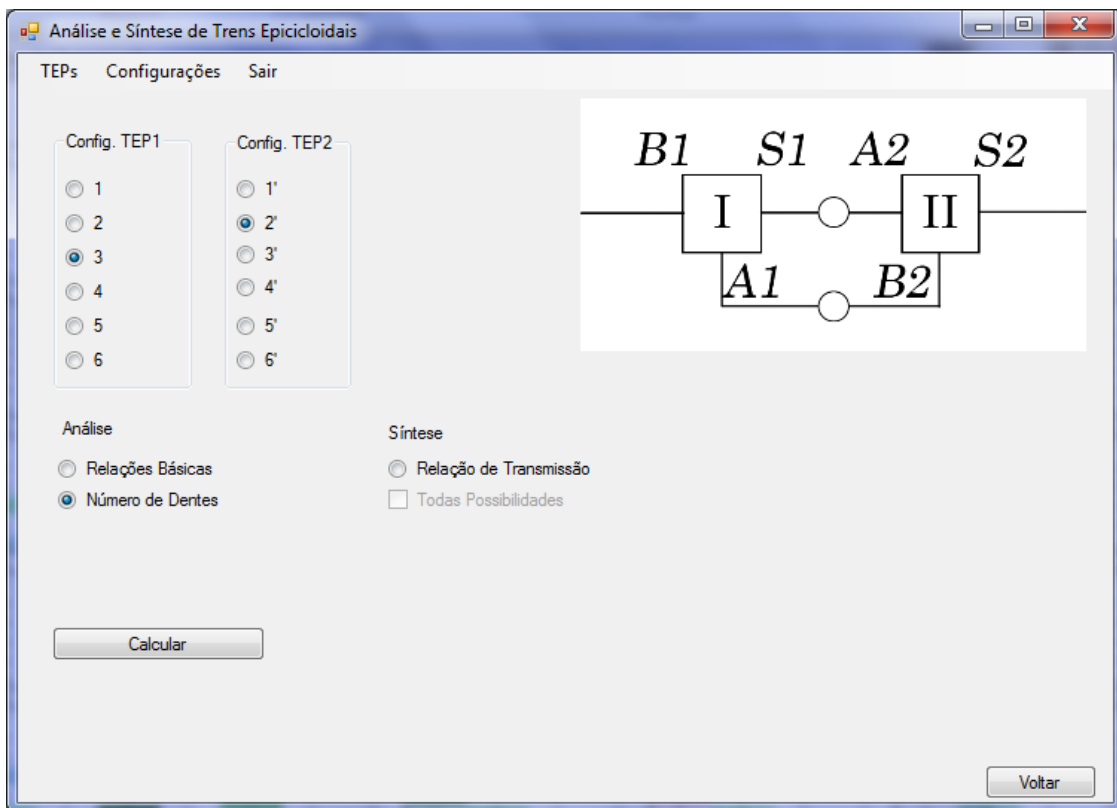 Análise e Síntese de Trens Epicicloidais
TEPs Configurações Sair
Config. TEP1
1
2
3
4
5
6
Config. TEP2
1'
2'
3'
4'
5'
6'
B1 S1 A2 S2
I II
A1 B2
Análise
Relações Básicas
Número de Dentes
Síntese
Relação de Transmissão
Todas Possibilidades
Calcular
Voltar